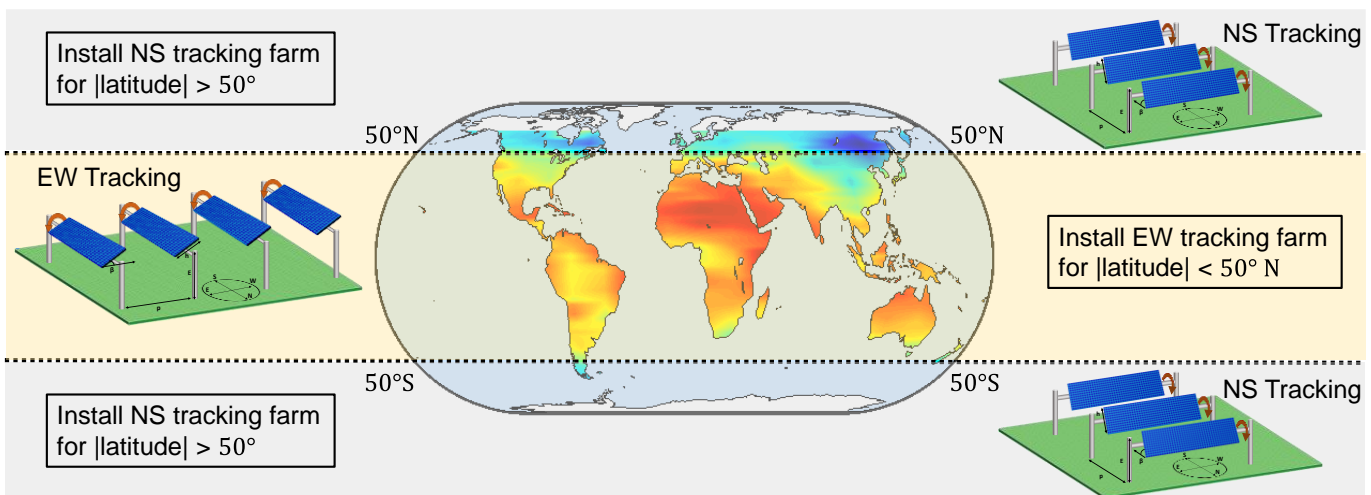 Install NS tracking farm
for |latitude| > 50°
NS Tracking
h
E
P
β
S
W
E
N
50°N
50°N
EW Tracking
h
β
E
P
S
W
E
N
Install EW tracking farm
for |latitude| < 50° N
50°S
50°S
Install NS tracking farm
for |latitude| > 50°
NS Tracking
h
E
P
β
S
W
E
N